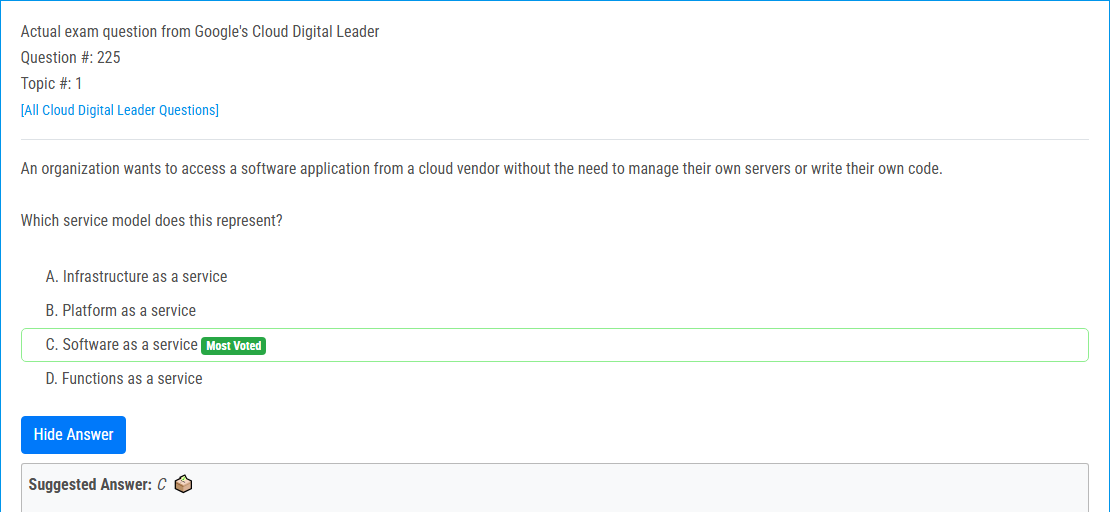 Actual exam question from Google's Cloud Digital Leader
Question #: 225
Topic #: 1
[All Cloud Digital Leader Questions]
An organization wants to access a software application from a cloud vendor without the need to manage their own servers or write their own code.
Which service model does this represent?
A. Infrastructure as a service
B. Platform as a service
C. Software as a service Most Voted
D. Functions as a service
Hide Answer
Suggested Answer: C